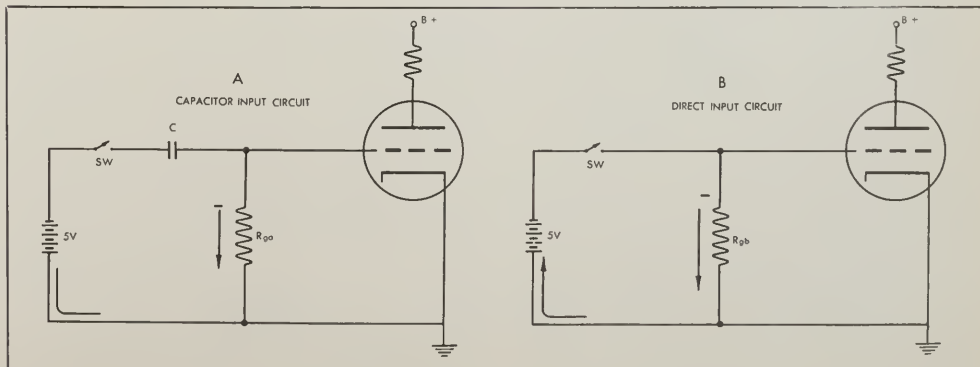 A
CAPACITOR INPUT CIRCUIT
B+
C
SW
5V
Rga
B
DIRECT INPUT CIRCUIT
B+
SW
5V
Rgb